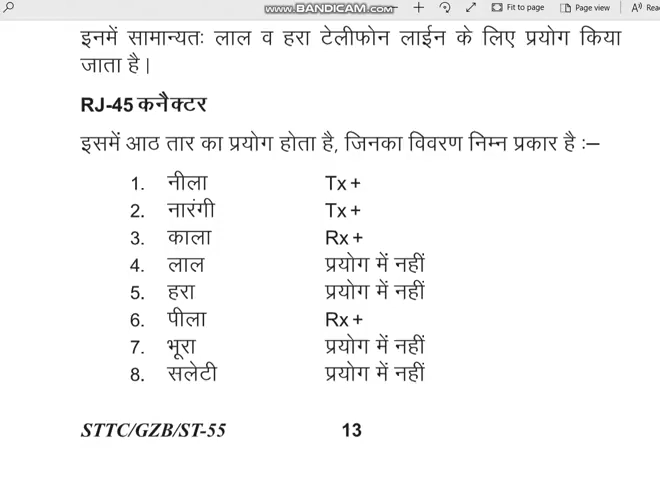 www.BANDICAM.com
Fit to page
Page view
Rea
इनमें सामान्यतः लाल व हरा टेलीफोन लाईन के लिए प्रयोग किया
जाता है।
RJ-45 कनैक्टर
इसमें आठ तार का प्रयोग होता है, जिनका विवरण निम्न प्रकार है :–
1. नीला Tx +
2. नारंगी Tx +
3. काला Rx +
4. लाल प्रयोग में नहीं
5. हरा प्रयोग में नहीं
6. पीला Rx +
7. भूरा प्रयोग में नहीं
8. सलेटी प्रयोग में नहीं
STTC/GZB/ST-55 13